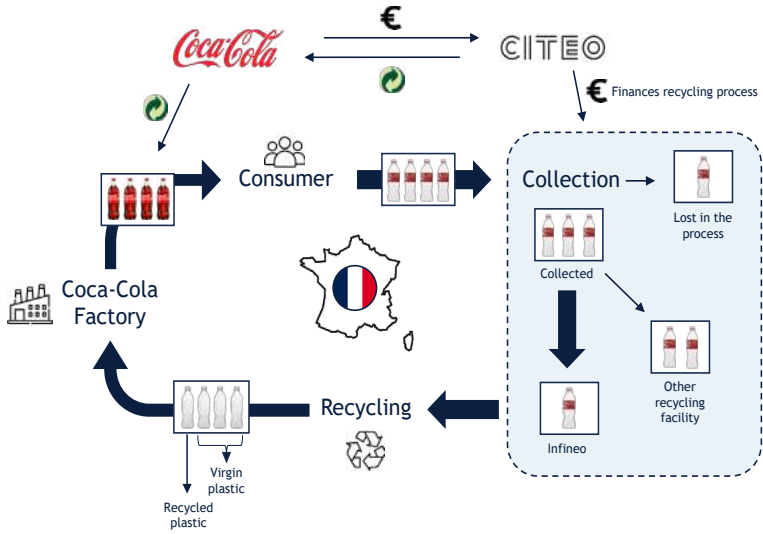 Coca-Cola
€
CITEO
€ Finances recycling process
Consumer
Collection
Lost in the
process
Collected
Coca-Cola
Factory
Other
recycling
facility
Recycling
Infineo
Virgin
plastic
Recycled
plastic